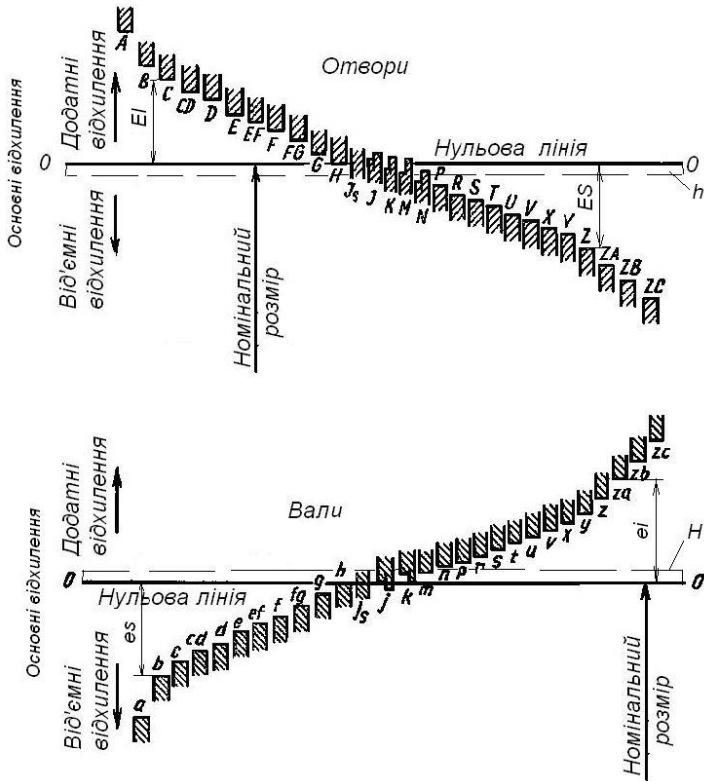 Основні відхилення
Додатні
відхилення
Від'ємні
відхилення
Отвори
A
B
C
CD
D
E
EF
F
FG
G
H
Js
J
K
M
N
P
R
S
T
U
V
X
Y
Z
ZA
ZB
ZC
EI
ES
0
Нульова лінія
0
h
Номінальний
розмір
Основні відхилення
Додатні
відхилення
Від'ємні
відхилення
Вали
0
Нульова лінія
0
H
es
ei
a
b
c
cd
d
e
ef
f
fg
g
h
js
j
k
m
n
p
r
s
t
u
v
x
y
z
za
zb
zc
Номінальний
розмір